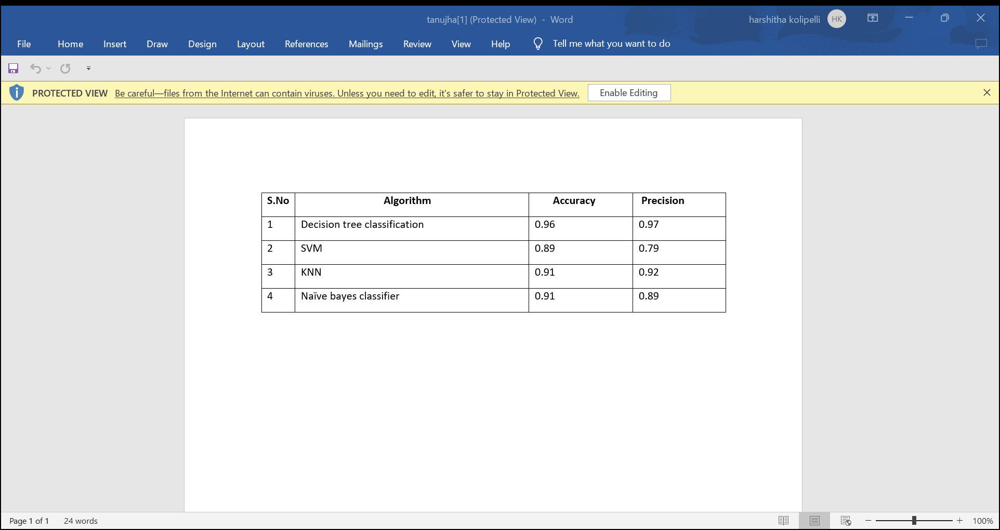 tanujha[1] (Protected View) - Word
harshitha kolipelli HK
File Home Insert Draw Design Layout References Mailings Review View Help Tell me what you want to do
PROTECTED VIEW Be careful—files from the Internet can contain viruses. Unless you need to edit, it's safer to stay in Protected View. Enable Editing
S.No Algorithm Accuracy Precision
1 Decision tree classification 0.96 0.97
2 SVM 0.89 0.79
3 KNN 0.91 0.92
4 Naïve bayes classifier 0.91 0.89
Page 1 of 1 24 words 100%